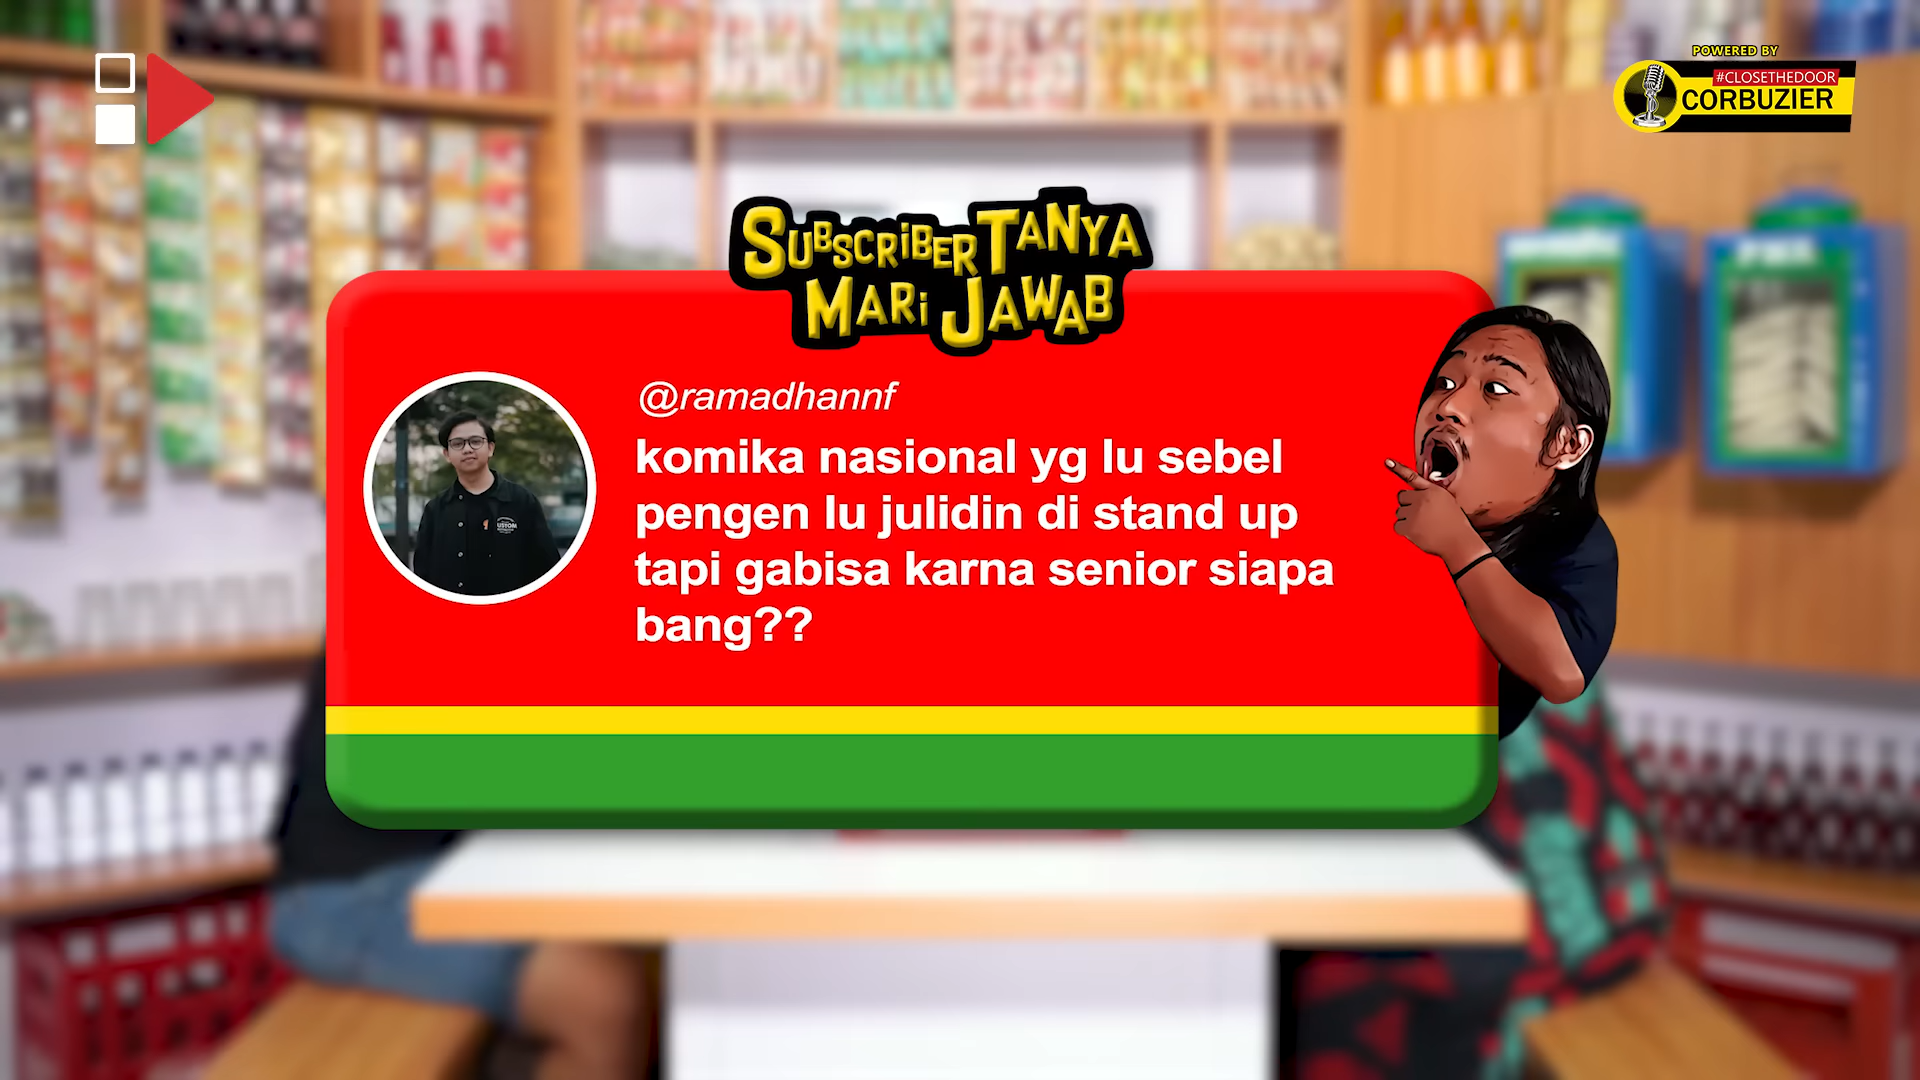 POWERED BY
#CLOSETHEDOOR
CORBUZIER
SUBSCRIBER TANYA
MARI JAWAB
@ramadhannf
komika nasional yg lu sebel
pengen lu julidin di stand up
tapi gabisa karna senior siapa
bang??